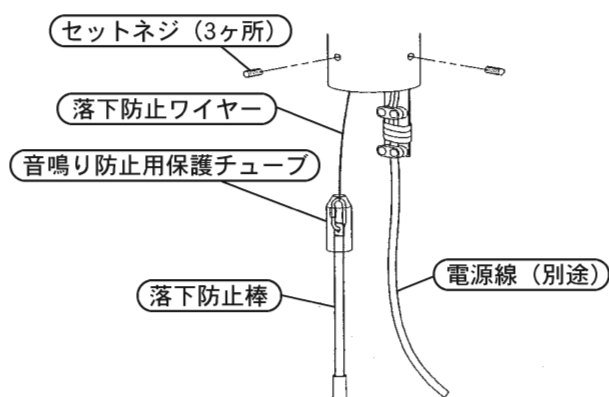 セットネジ（3ヶ所）
落下防止ワイヤー
音鳴り防止用保護チューブ
落下防止棒
電源線（別途）